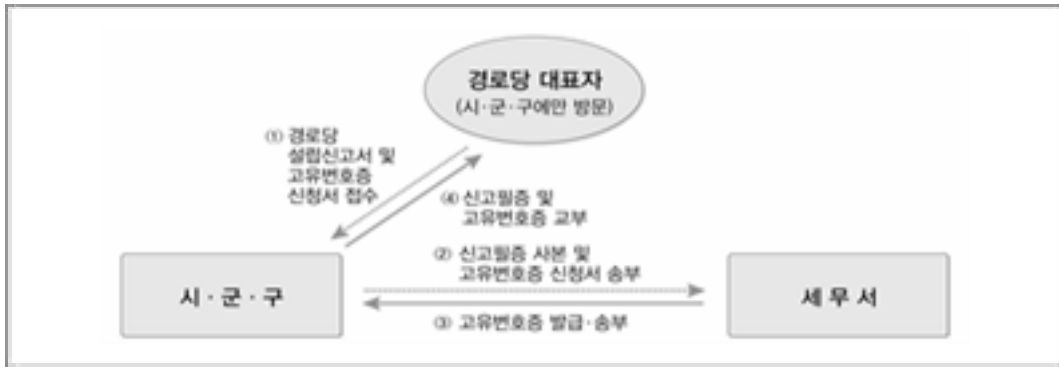 경로당 대표자
(시·군·구에만 방문)
(1) 경로당
설립신고서 및
고유번호증
신청서 접수
(4) 신고필증 및
고유번호증 교부
(2) 신고필증 사본 및
고유번호증 신청서 송부
시·군·구
세무서
(3) 고유번호증 발급·송부